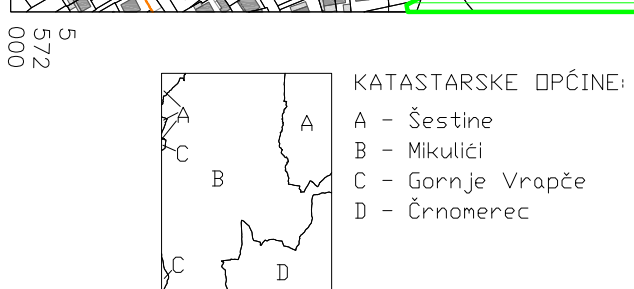 5
572
000
KATASTARSKE OPĆINE:
A - Šestine
B - Mikulići
C - Gornje Vrapče
D - Črnomerec
A
A
B
C
C
D